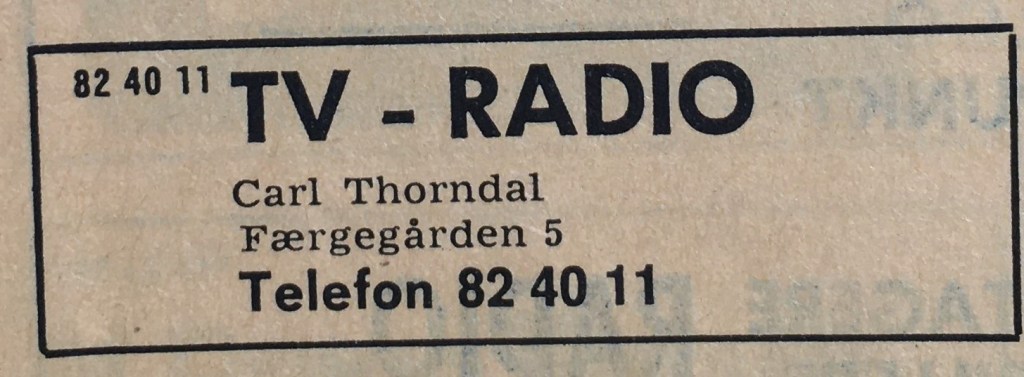 82 40 11 TV - RADIO
Carl Thorndal
Færgegården 5
Telefon 82 40 11